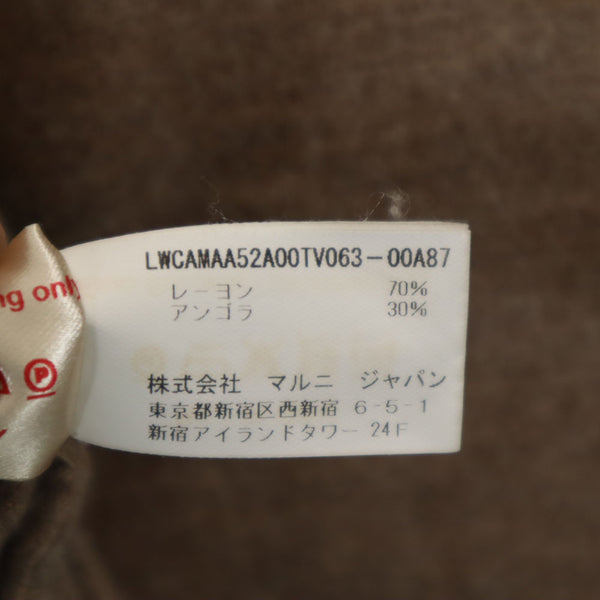 LWCAMAA52A00TV063-00A87
レーヨン 70%
アンゴラ 30%
株式会社 マルニ ジャパン
東京都新宿区西新宿 6-5-1
新宿アイランドタワー 24F
only
P